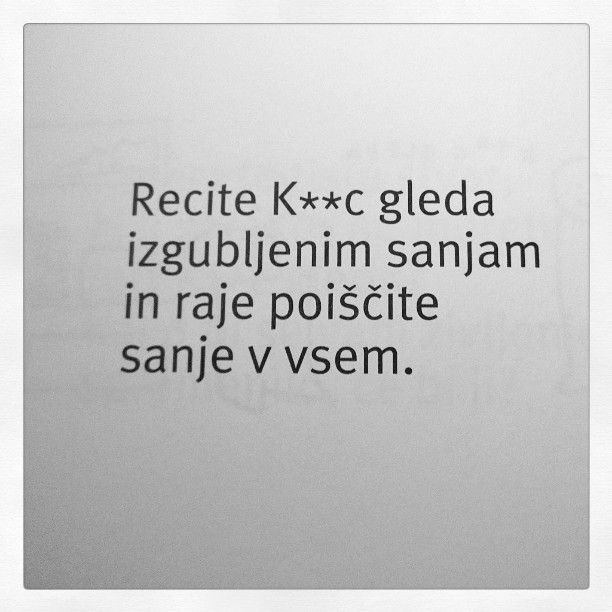 Recite K**c gleda
izgubljenim sanjam
in raje poiščite
sanje v vsem.